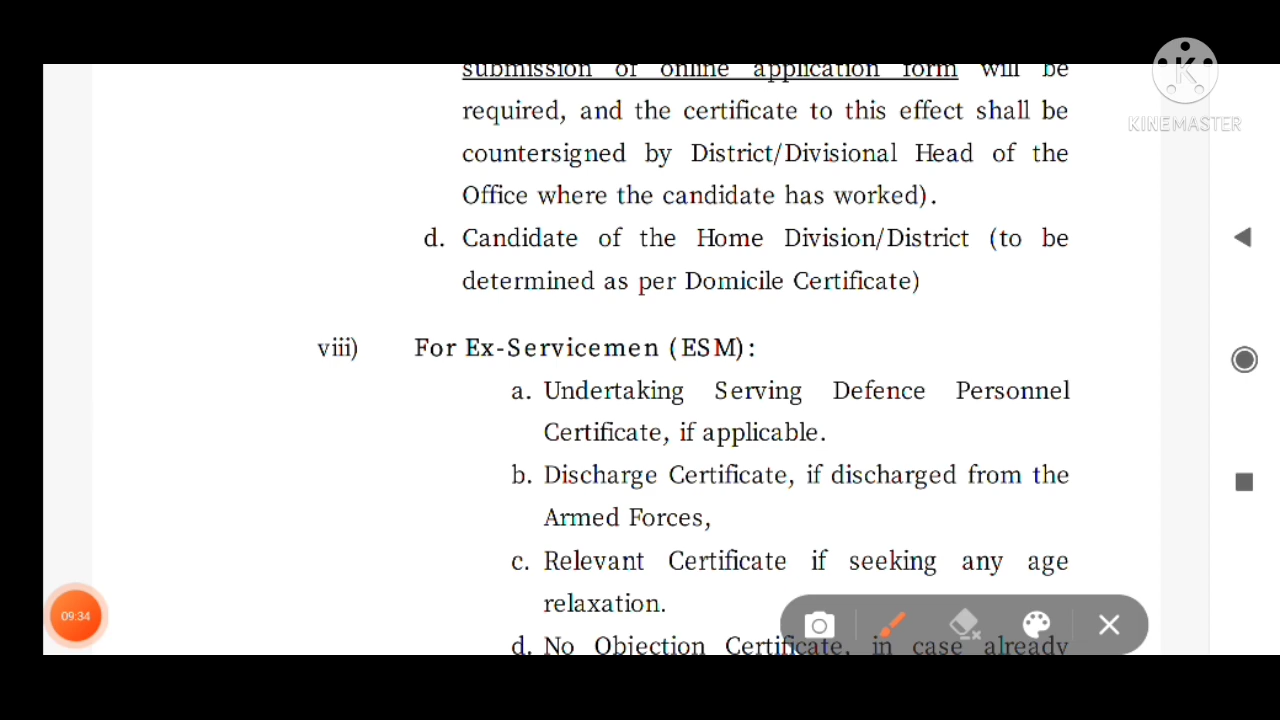 submission of online application form will be
required, and the certificate to this effect shall be
countersigned by District/Divisional Head of the
Office where the candidate has worked).
d. Candidate of the Home Division/District (to be
determined as per Domicile Certificate)
viii) For Ex-Servicemen (ESM):
a. Undertaking Serving Defence Personnel
Certificate, if applicable.
b. Discharge Certificate, if discharged from the
Armed Forces,
c. Relevant Certificate if seeking any age
relaxation.
d. No Objection Certificate, in case already
K
KINEMASTER
09:34